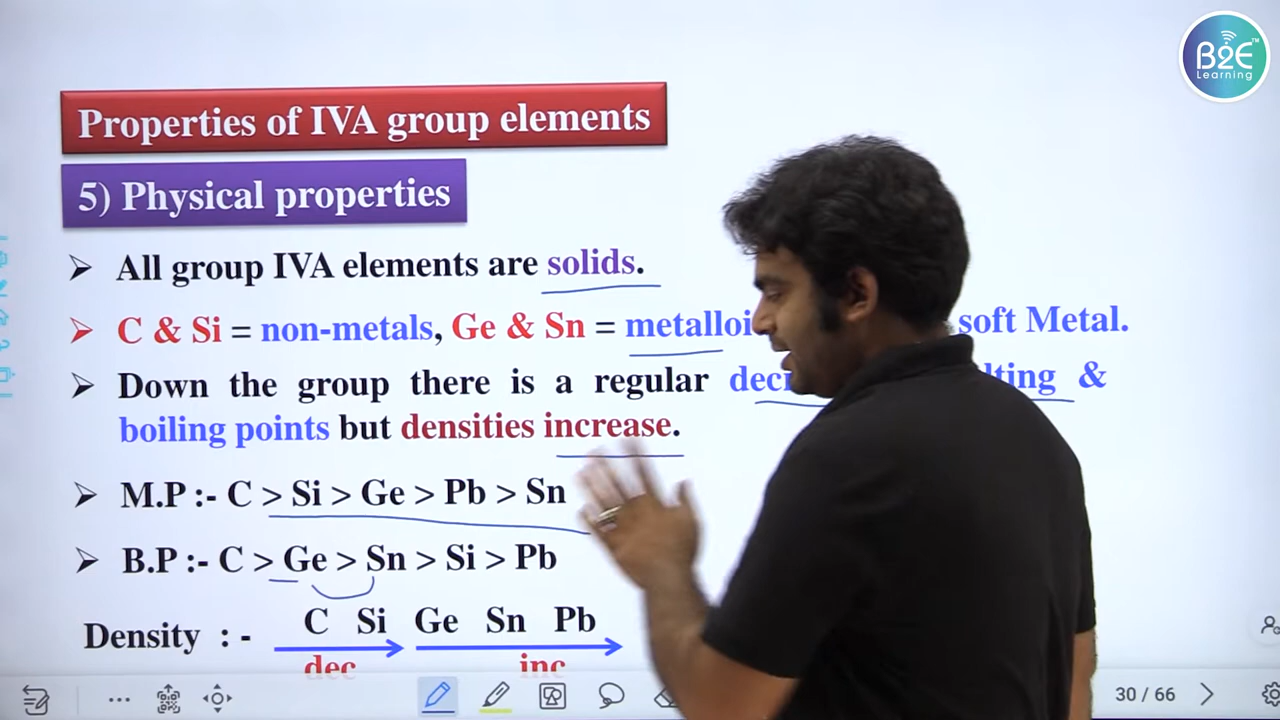 B2E
Learning
Properties of IVA group elements
5) Physical properties
➢ All group IVA elements are solids.
➢ C & Si = non-metals, Ge & Sn = soft Metal.
➢ Down the group there is a regular &
boiling points but densities increase.
➢ M.P :- C > Si > Ge > Pb > Sn
➢ B.P :- C > Ge > Sn > Si > Pb
Density : - C Si Ge Sn Pb
dec inc
30 / 66